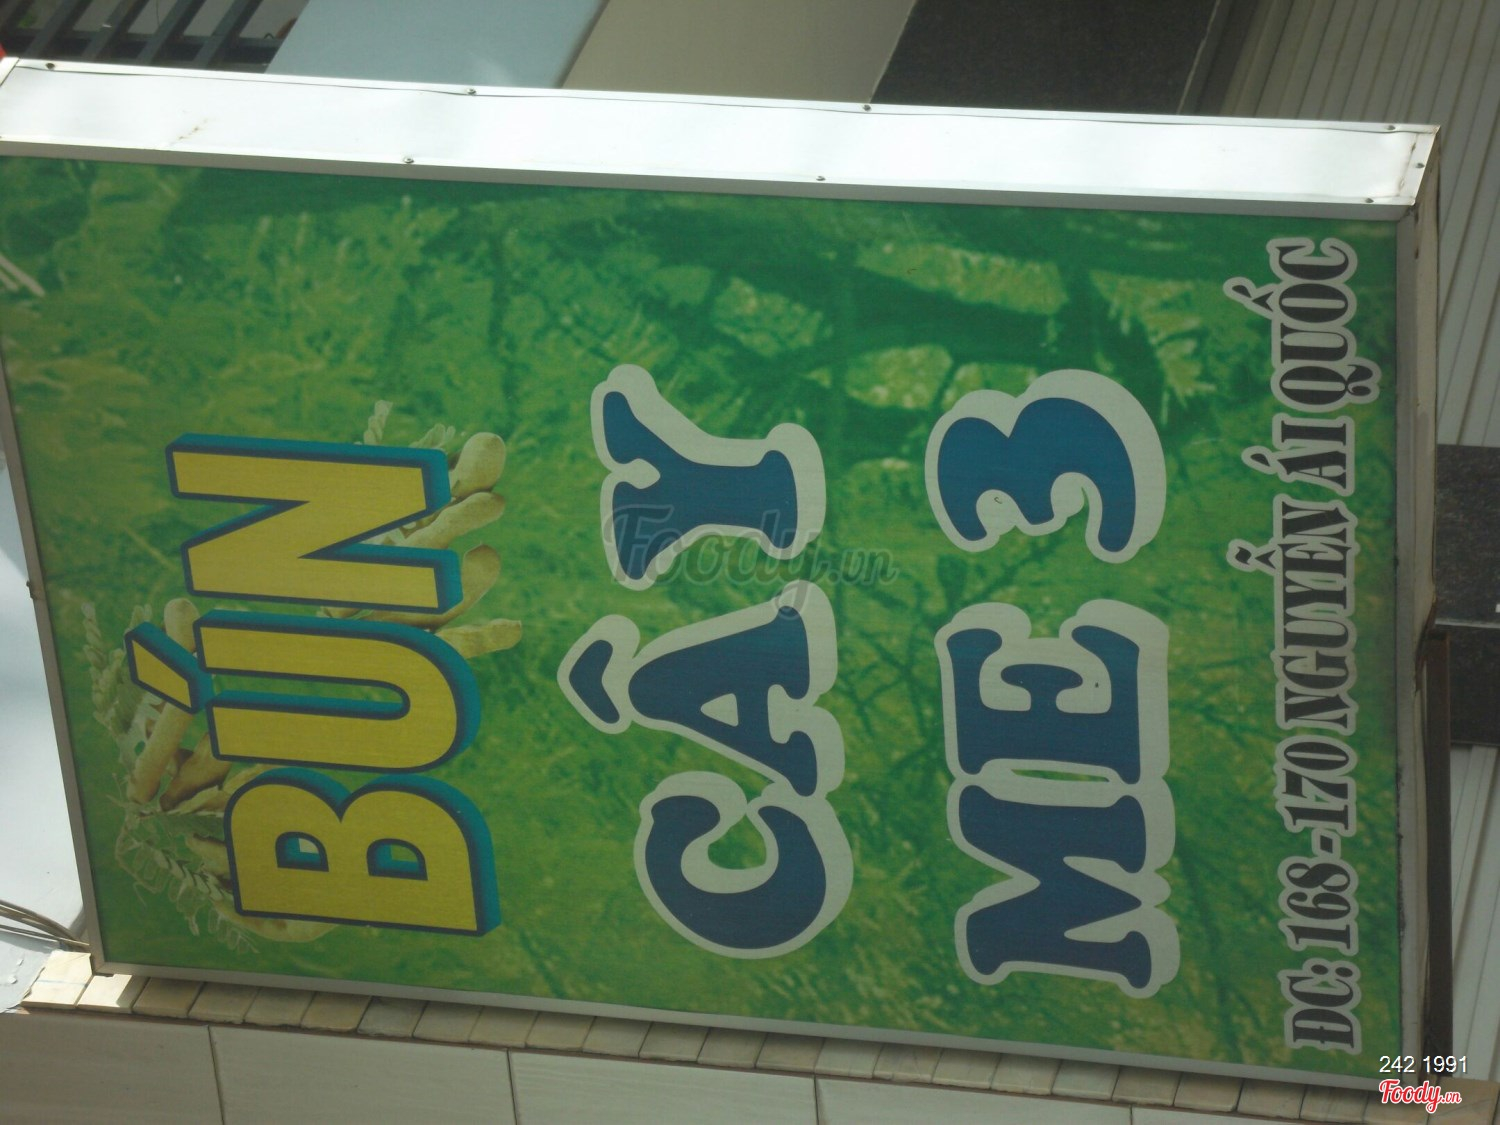 BÚN
CÂY
ME 3
ĐC: 168-170 NGUYỄN ÁI QUỐC
Foody.vn
242 1991
Foody.vn